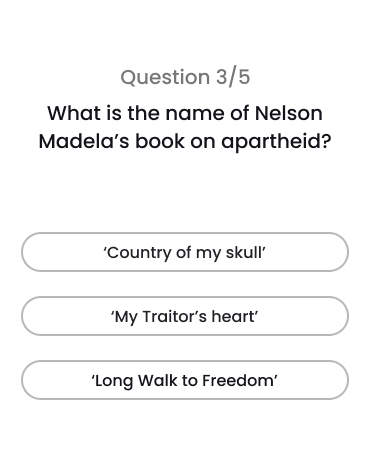 Question 3/5
What is the name of Nelson
Madela’s book on apartheid?
‘Country of my skull’
‘My Traitor’s heart’
‘Long Walk to Freedom’